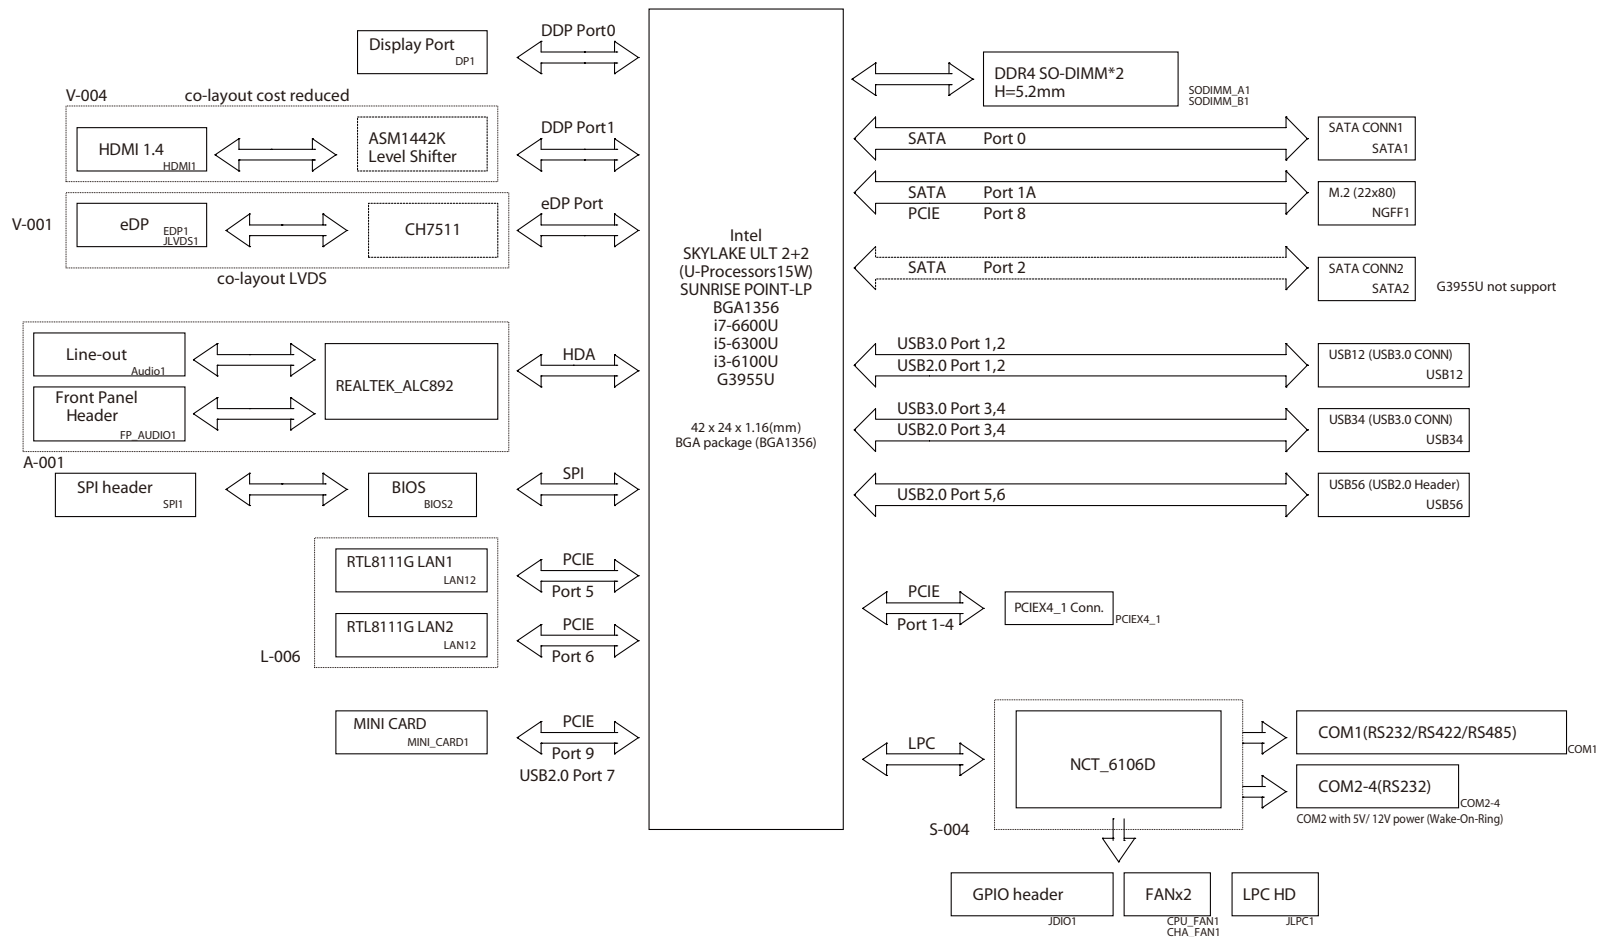 Display Port
DP1
DDP Port0
V-004
co-layout cost reduced
HDMI 1.4
HDMI1
ASM1442K
Level Shifter
DDP Port1
V-001
eDP
EDP1
JLVDS1
CH7511
eDP Port
co-layout LVDS
Line-out
Audio1
Front Panel
Header
FP_AUDIO1
REALTEK_ALC892
HDA
A-001
SPI header
SPI1
BIOS
BIOS2
SPI
RTL8111G LAN1
LAN12
PCIE
Port 5
RTL8111G LAN2
LAN12
PCIE
Port 6
L-006
MINI CARD
MINI_CARD1
PCIE
Port 9
USB2.0 Port 7
Intel
SKYLAKE ULT 2+2
(U-Processors15W)
SUNRISE POINT-LP
BGA1356
i7-6600U
i5-6300U
i3-6100U
G3955U
42 x 24 x 1.16(mm)
BGA package (BGA1356)
DDR4 SO-DIMM*2
H=5.2mm
SODIMM_A1
SODIMM_B1
SATA Port 0
SATA CONN1
SATA1
SATA Port 1A
PCIE Port 8
M.2 (22x80)
NGFF1
SATA Port 2
SATA CONN2
SATA2
G3955U not support
USB3.0 Port 1,2
USB2.0 Port 1,2
USB12 (USB3.0 CONN)
USB12
USB3.0 Port 3,4
USB2.0 Port 3,4
USB34 (USB3.0 CONN)
USB34
USB2.0 Port 5,6
USB56 (USB2.0 Header)
USB56
PCIE
Port 1-4
PCIEX4_1 Conn.
PCIEX4_1
LPC
NCT_6106D
S-004
COM1(RS232/RS422/RS485)
COM1
COM2-4(RS232)
COM2-4
COM2 with 5V/ 12V power (Wake-On-Ring)
GPIO header
JDIO1
FANx2
CPU_FAN1
CHA_FAN1
LPC HD
JLPC1